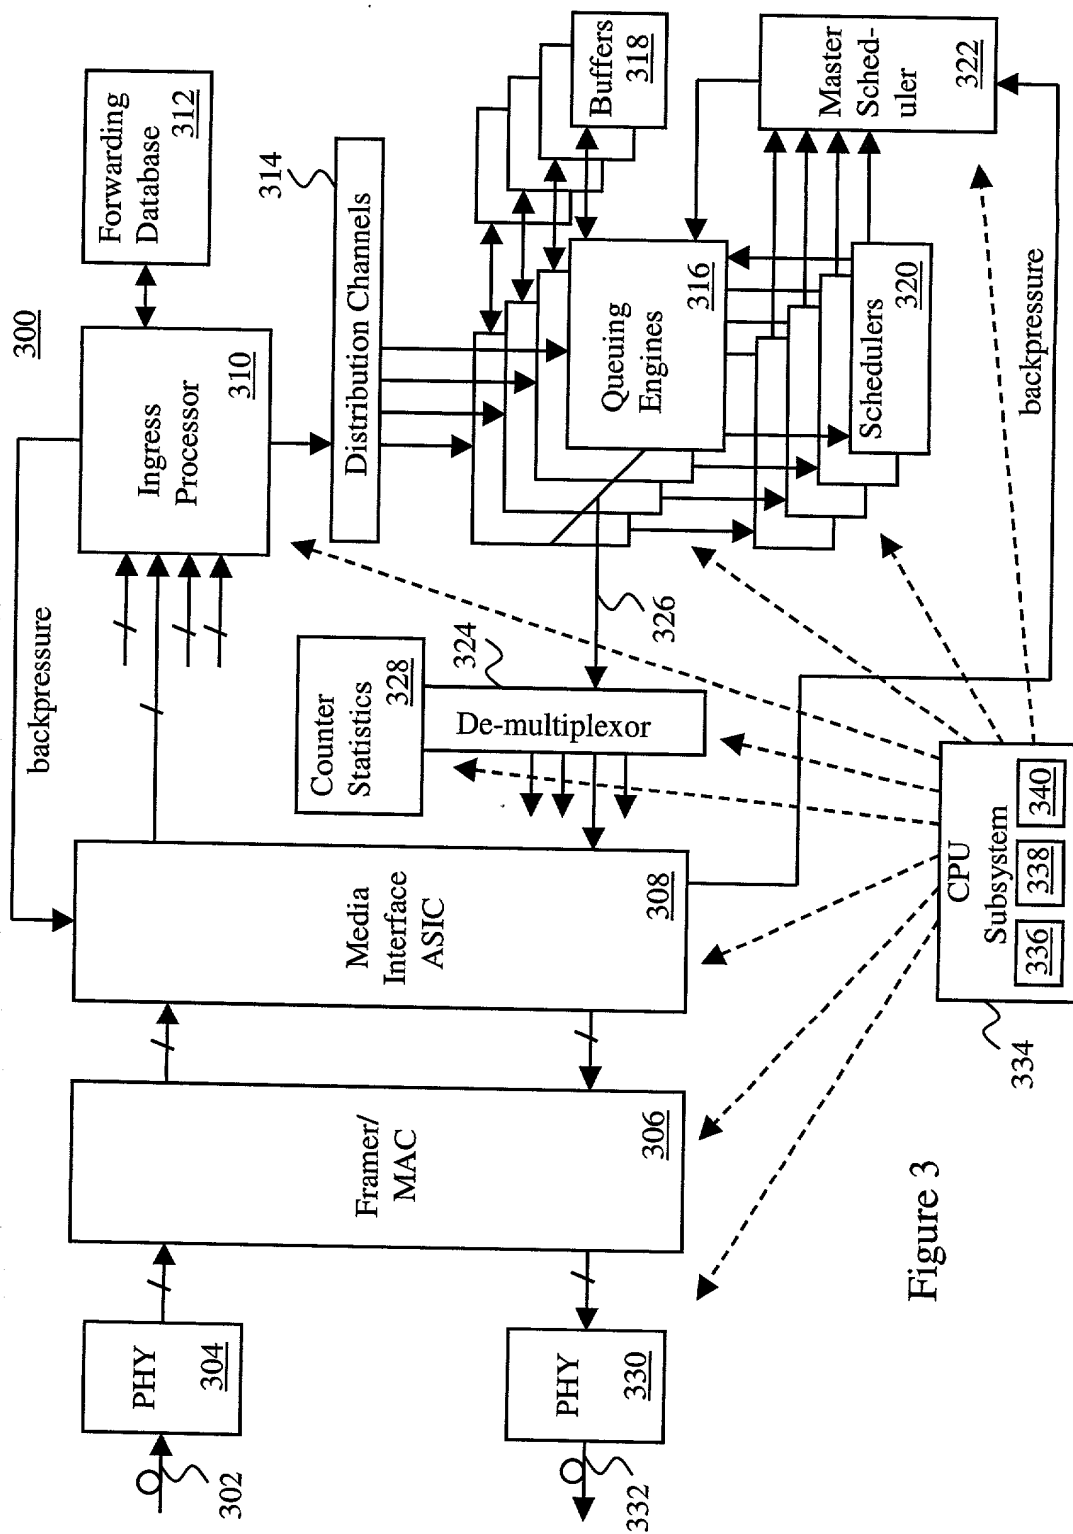 300
backpressure
Forwarding
Database
312
Ingress
Processor
310
314
Distribution Channels
Buffers
318
Queuing
Engines
316
Schedulers
320
Master
Sched-
uler
322
backpressure
326
324
De-multiplexor
Counter
Statistics
328
Media
Interface
ASIC
308
Framer/
MAC
306
PHY
304
302
PHY
330
332
CPU
Subsystem
336
338
340
334
Figure 3